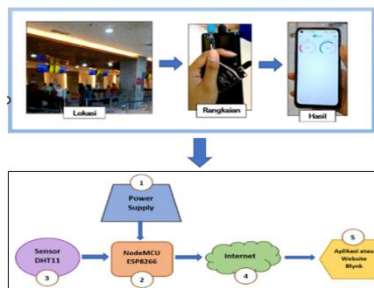 Lokasi
Rangkaian
Hasil
1
Power
Supply
Sensor
DHT11
3
NodeMCU
ESP8266
2
Internet
4
5
Aplikasi atau
Website
Blynk